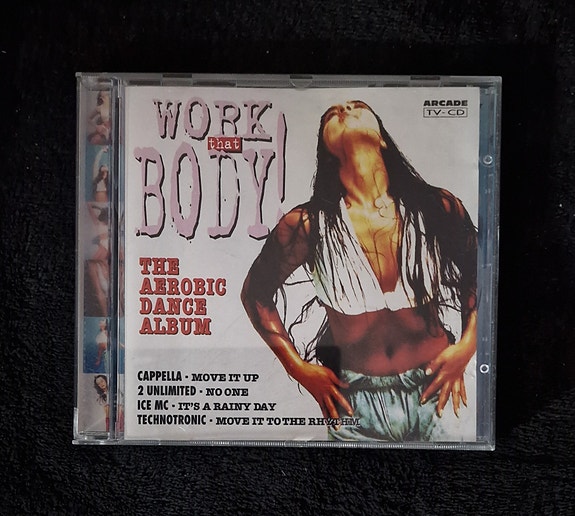 ARCADE
TV-CD
WORK
that
BODY!
THE
AEROBIC
DANCE
ALBUM
CAPPELLA - MOVE IT UP
2 UNLIMITED - NO ONE
ICE MC - IT'S A RAINY DAY
TECHNOTRONIC - MOVE IT TO THE RHYTHM